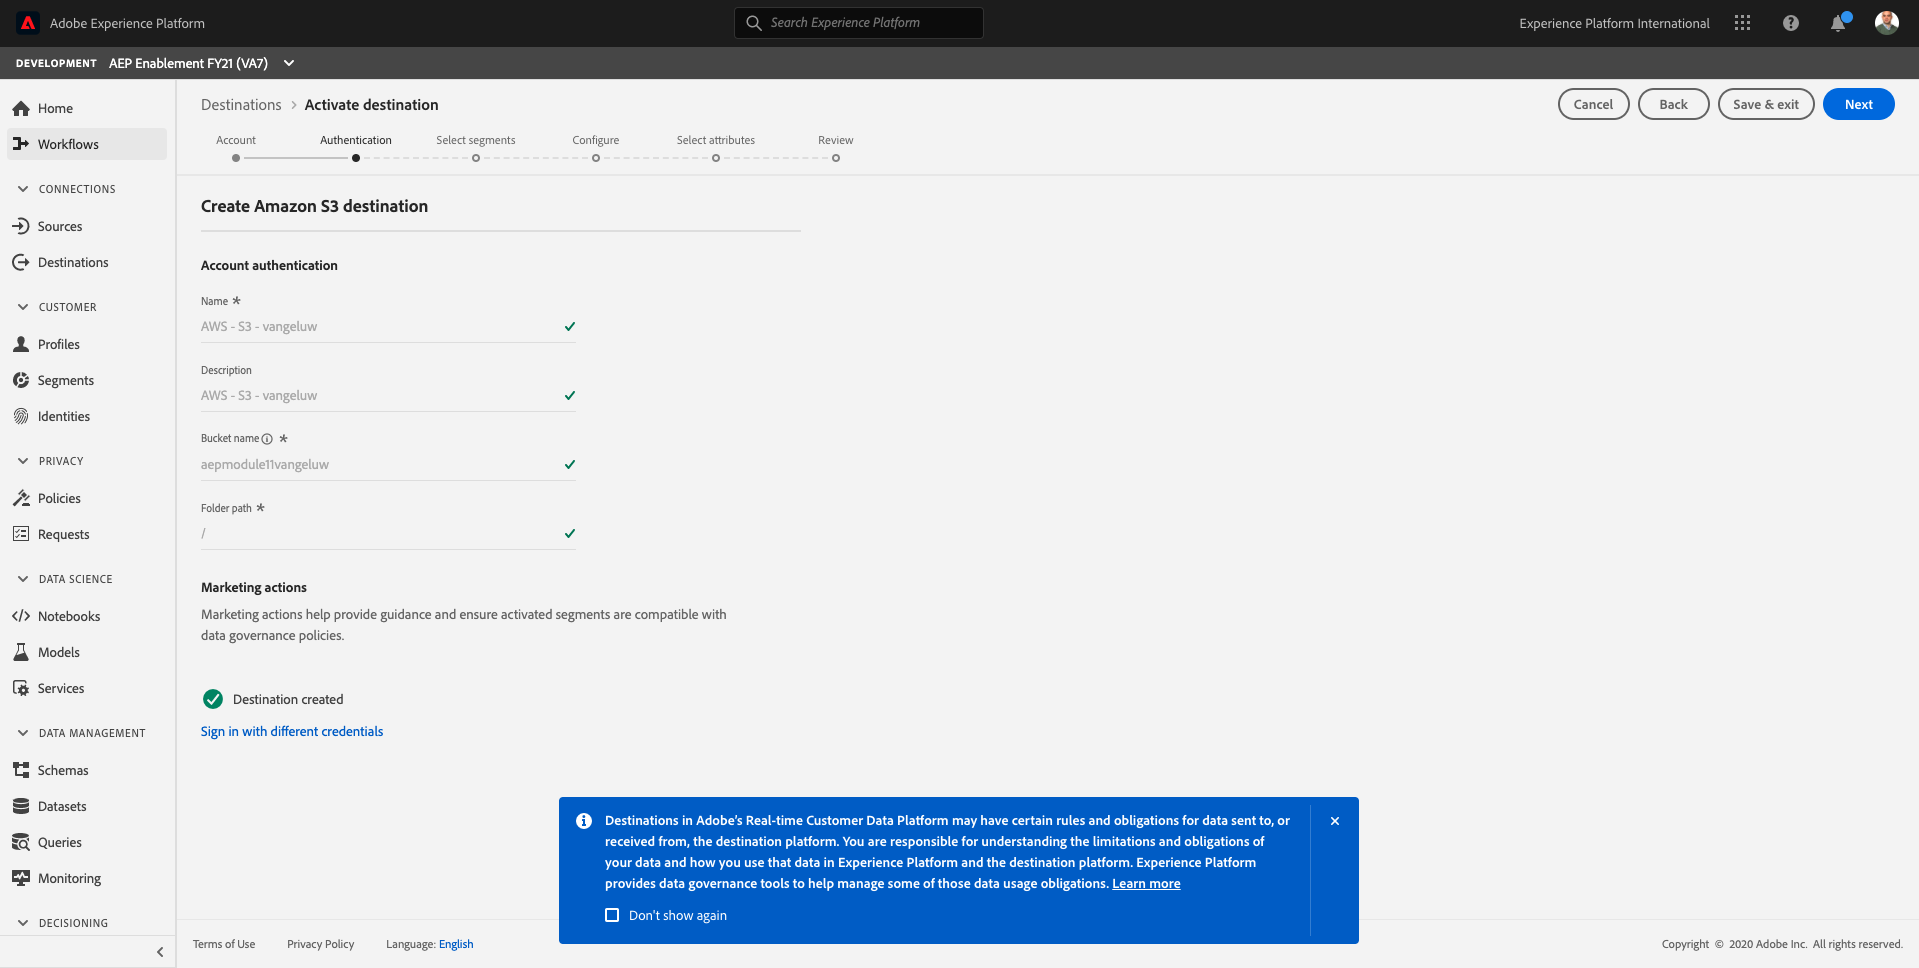 Adobe Experience Platform
Search Experience Platform
Experience Platform International
DEVELOPMENT AEP Enablement FY21 (VA7)
Home
Workflows
CONNECTIONS
Sources
Destinations
CUSTOMER
Profiles
Segments
Identities
PRIVACY
Policies
Requests
DATA SCIENCE
Notebooks
Models
Services
DATA MANAGEMENT
Schemas
Datasets
Queries
Monitoring
DECISIONING
Destinations > Activate destination
Cancel
Back
Save & exit
Next
Account
Authentication
Select segments
Configure
Select attributes
Review
Create Amazon S3 destination
Account authentication
Name *
AWS - S3 - vangeluw
Description
AWS - S3 - vangeluw
Bucket name *
aepmodule11vangeluw
Folder path *
/
Marketing actions
Marketing actions help provide guidance and ensure activated segments are compatible with
data governance policies.
Destination created
Sign in with different credentials
Destinations in Adobe's Real-time Customer Data Platform may have certain rules and obligations for data sent to, or
received from, the destination platform. You are responsible for understanding the limitations and obligations of
your data and how you use that data in Experience Platform and the destination platform. Experience Platform
provides data governance tools to help manage some of those data usage obligations. Learn more
Don't show again
Terms of Use
Privacy Policy
Language: English
Copyright © 2020 Adobe Inc. All rights reserved.